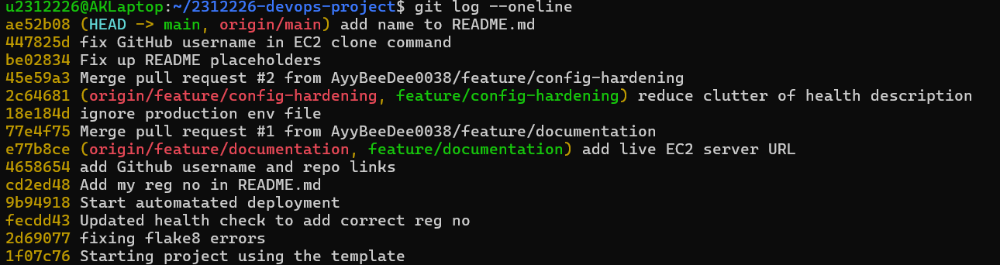 u2312226@AKLaptop:~/2312226-devops-project$ git log --oneline
ae52b08 (HEAD -> main, origin/main) add name to README.md
447825d fix GitHub username in EC2 clone command
be02834 Fix up README placeholders
45e59a3 Merge pull request #2 from AyyBeeDee0038/feature/config-hardening
2c64681 (origin/feature/config-hardening, feature/config-hardening) reduce clutter of health description
18e184d ignore production env file
77e4f75 Merge pull request #1 from AyyBeeDee0038/feature/documentation
e77b8ce (origin/feature/documentation, feature/documentation) add live EC2 server URL
4658654 add Github username and repo links
cd2ed48 Add my reg no in README.md
9b94918 Start automatated deployment
fecdd43 Updated health check to add correct reg no
2d69077 fixing flake8 errors
1f07c76 Starting project using the template